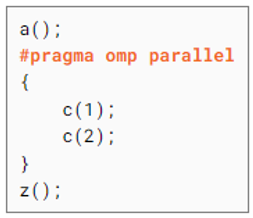 a();
#pragma omp parallel
{
    c(1);
    c(2);
}
z();